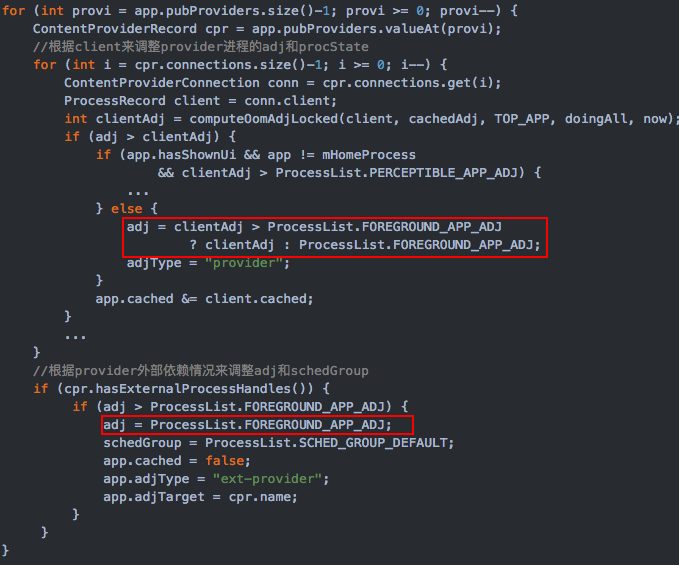 for (int provi = app.pubProviders.size()-1; provi >= 0; provi--) {
    ContentProviderRecord cpr = app.pubProviders.valueAt(provi);
    //根据client来调整provider进程的adj和procState
    for (int i = cpr.connections.size()-1; i >= 0; i--) {
        ContentProviderConnection conn = cpr.connections.get(i);
        ProcessRecord client = conn.client;
        int clientAdj = computeOomAdjLocked(client, cachedAdj, TOP_APP, doingAll, now);
        if (adj > clientAdj) {
            if (app.hasShownUi && app != mHomeProcess
                    && clientAdj > ProcessList.PERCEPTIBLE_APP_ADJ) {
                ...
            } else {
                adj = clientAdj > ProcessList.FOREGROUND_APP_ADJ
                        ? clientAdj : ProcessList.FOREGROUND_APP_ADJ;
                adjType = "provider";
            }
            app.cached &= client.cached;
        }
        ...
    }
    //根据provider外部依赖情况来调整adj和schedGroup
    if (cpr.hasExternalProcessHandles()) {
        if (adj > ProcessList.FOREGROUND_APP_ADJ) {
            adj = ProcessList.FOREGROUND_APP_ADJ;
            schedGroup = ProcessList.SCHED_GROUP_DEFAULT;
            app.cached = false;
            app.adjType = "ext-provider";
            app.adjTarget = cpr.name;
        }
    }
}